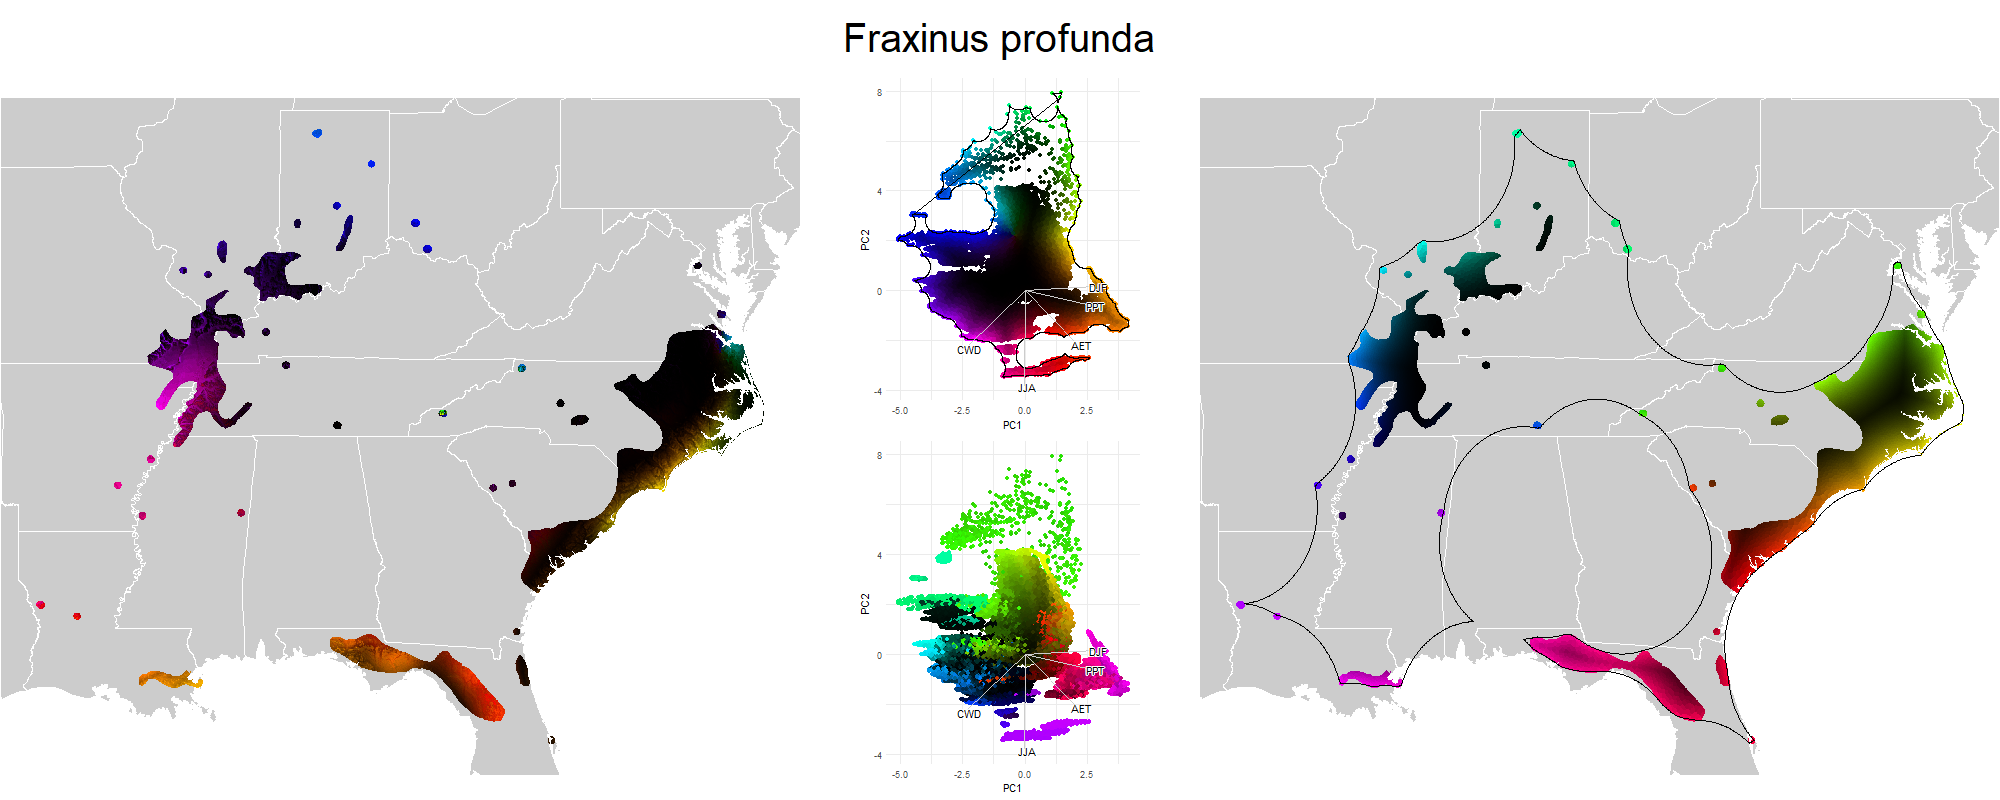 Fraxinus profunda
8
4
0
-4
PC2
DJF
PPT
CWD
AET
JJA
-5.0
-2.5
0.0
2.5
PC1
8
4
0
-4
PC2
DJF
PPT
CWD
AET
JJA
-5.0
-2.5
0.0
2.5
PC1